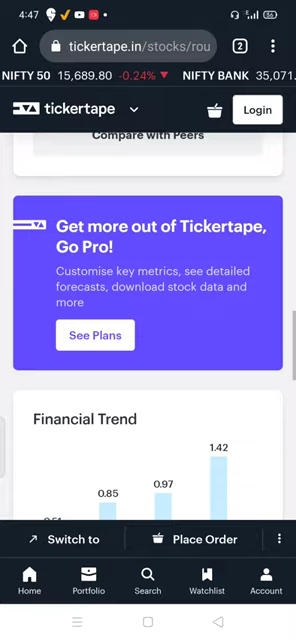 4:47
tickertape.in/stocks/rou
2
NIFTY 50 15,689.80 -0.24% ▼ NIFTY BANK 35,071.
tickertape
Login
Compare with Peers
Get more out of Tickertape,
Go Pro!
Customise key metrics, see detailed
forecasts, download stock data and
more
See Plans
Financial Trend
1.42
0.97
0.85
0.51
Switch to
Place Order
Home
Portfolio
Search
Watchlist
Account